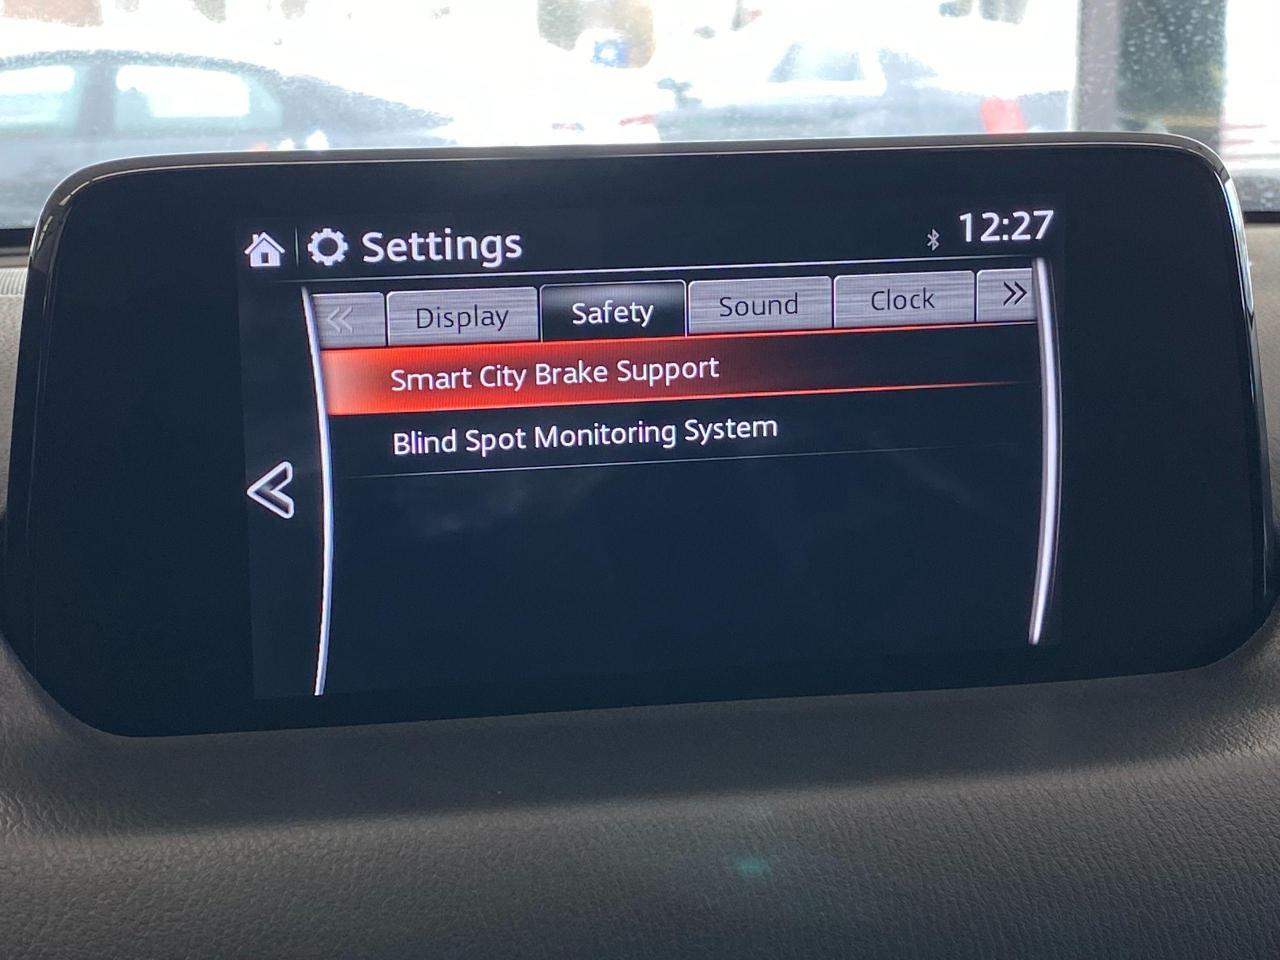 Settings
12:27
Display
Safety
Sound
Clock
Smart City Brake Support
Blind Spot Monitoring System